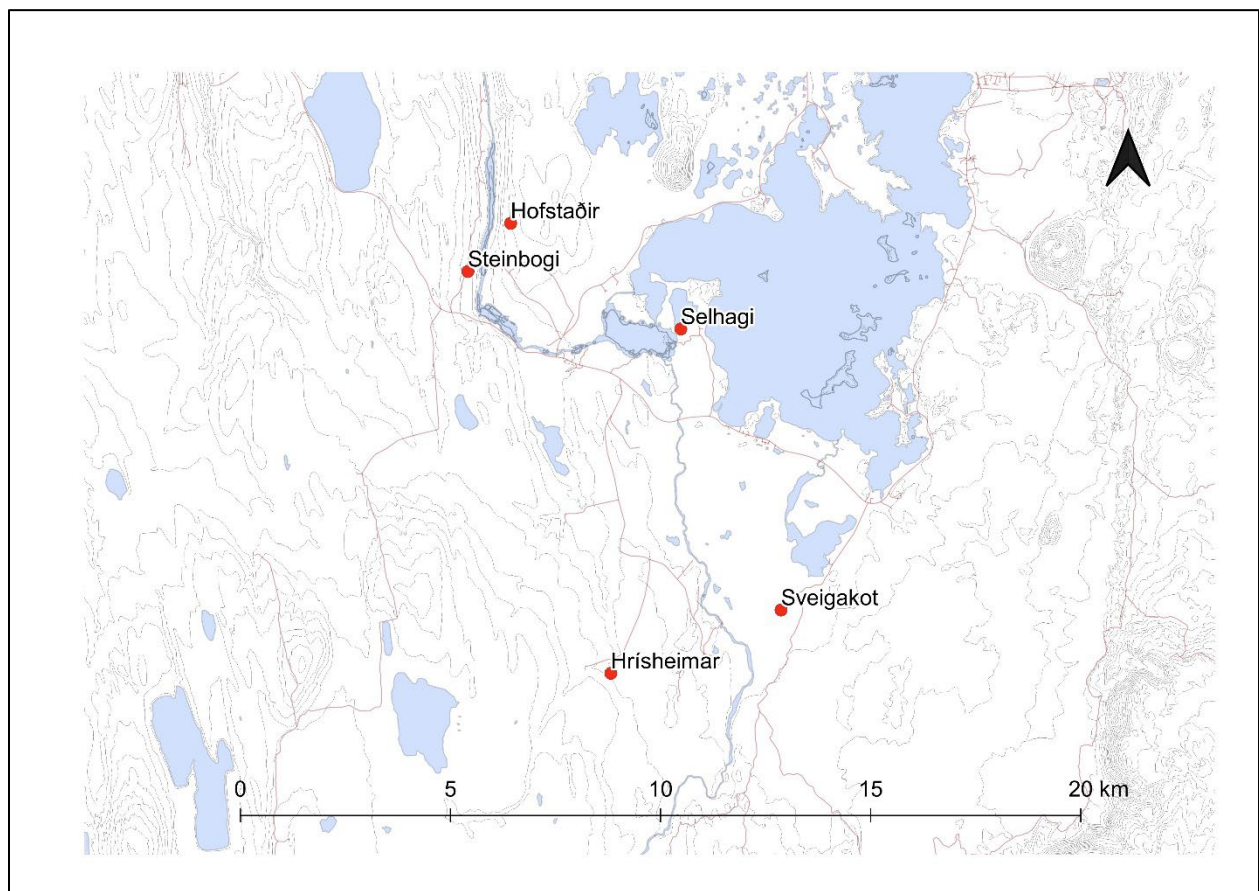 Hofstaðir
Steinbogi
Selhagi
Sveigakot
Hrísheimar
0 5 10 15 20 km